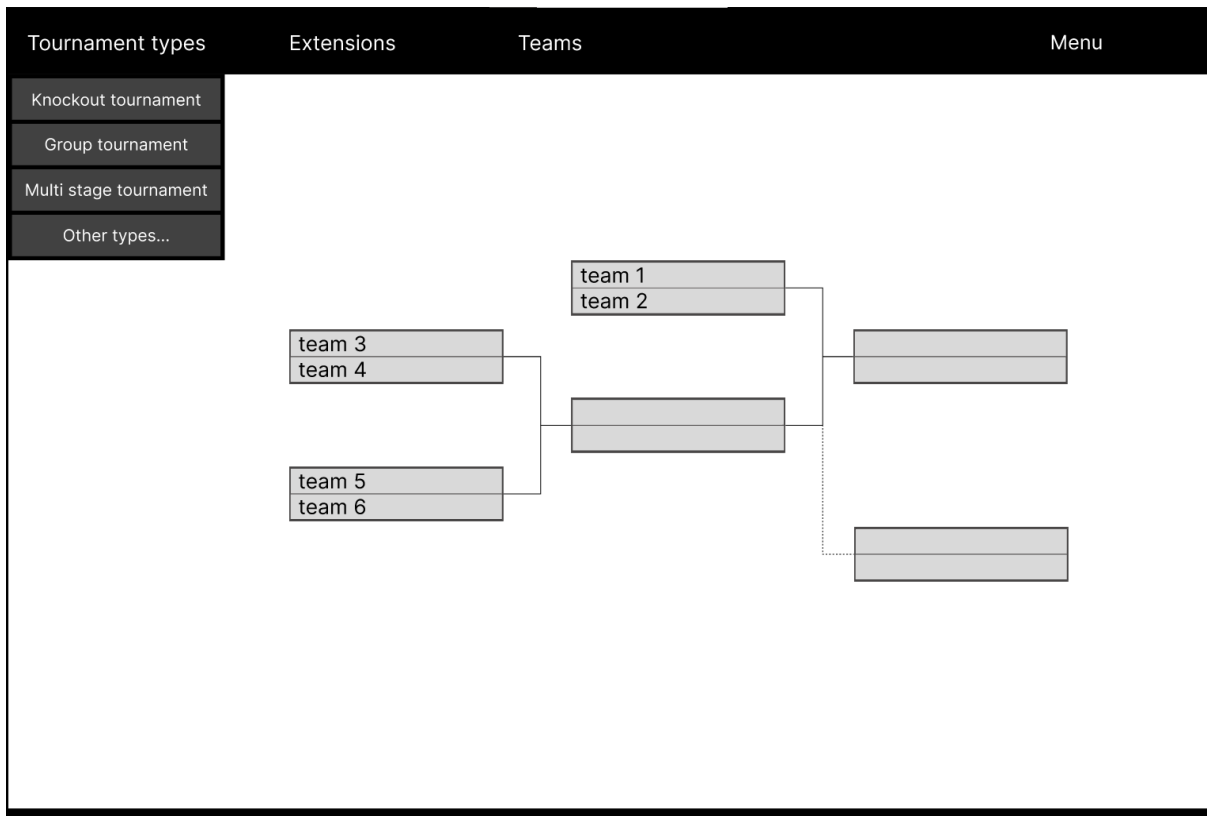 Tournament types
Extensions
Teams
Menu
Knockout tournament
Group tournament
Multi stage tournament
Other types...
team 1
team 2
team 3
team 4
team 5
team 6